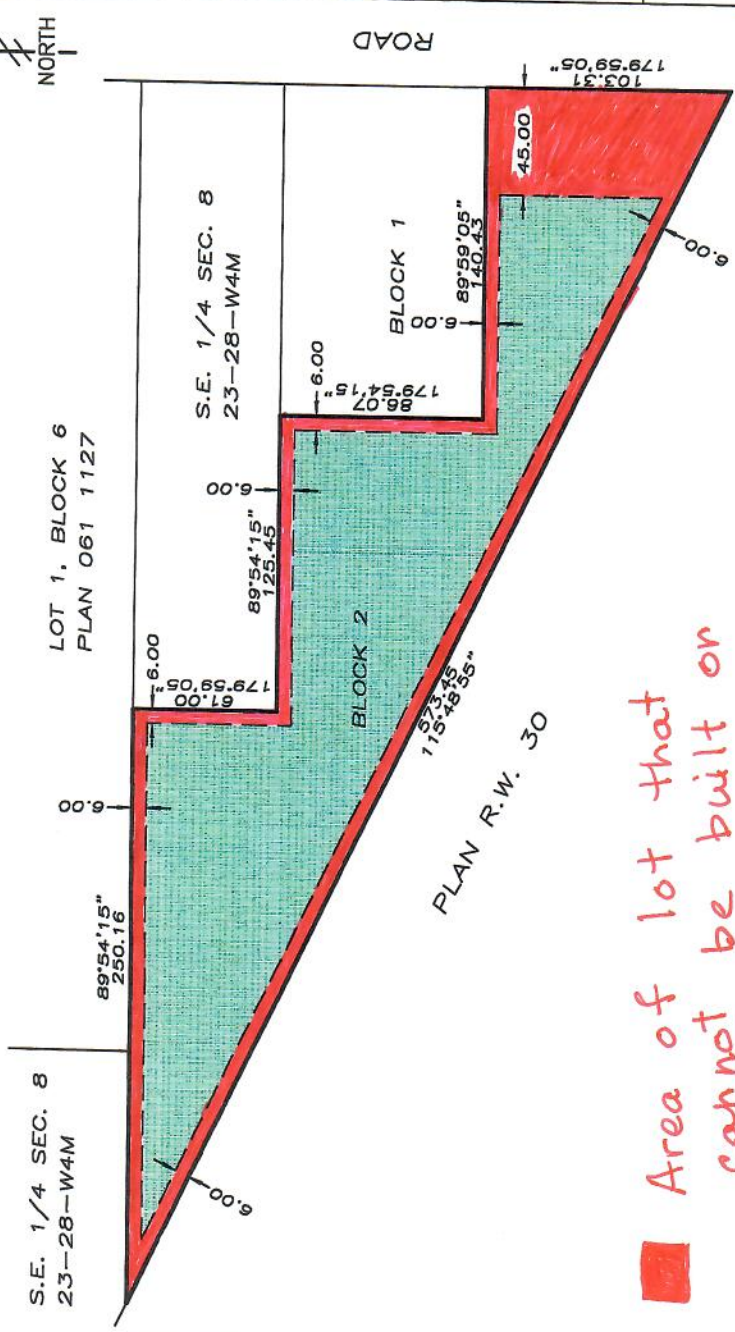 NORTH
ROAD
LOT 1, BLOCK 6
PLAN 061 1127
S.E. 1/4 SEC. 8
23-28-W4M
S.E. 1/4 SEC. 8
23-28-W4M
BLOCK 1
BLOCK 2
89°54'15"
250.16
6.00
6.00
61.00
179°59'05"
89°54'15"
125.45
6.00
6.00
86.07
179°54'15"
6.00
89°59'05"
140.43
45.00
103.31
179°59'05"
6.00
573.45
115°48'55"
6.00
PLAN R.W. 30
Area of lot that
cannot be built on